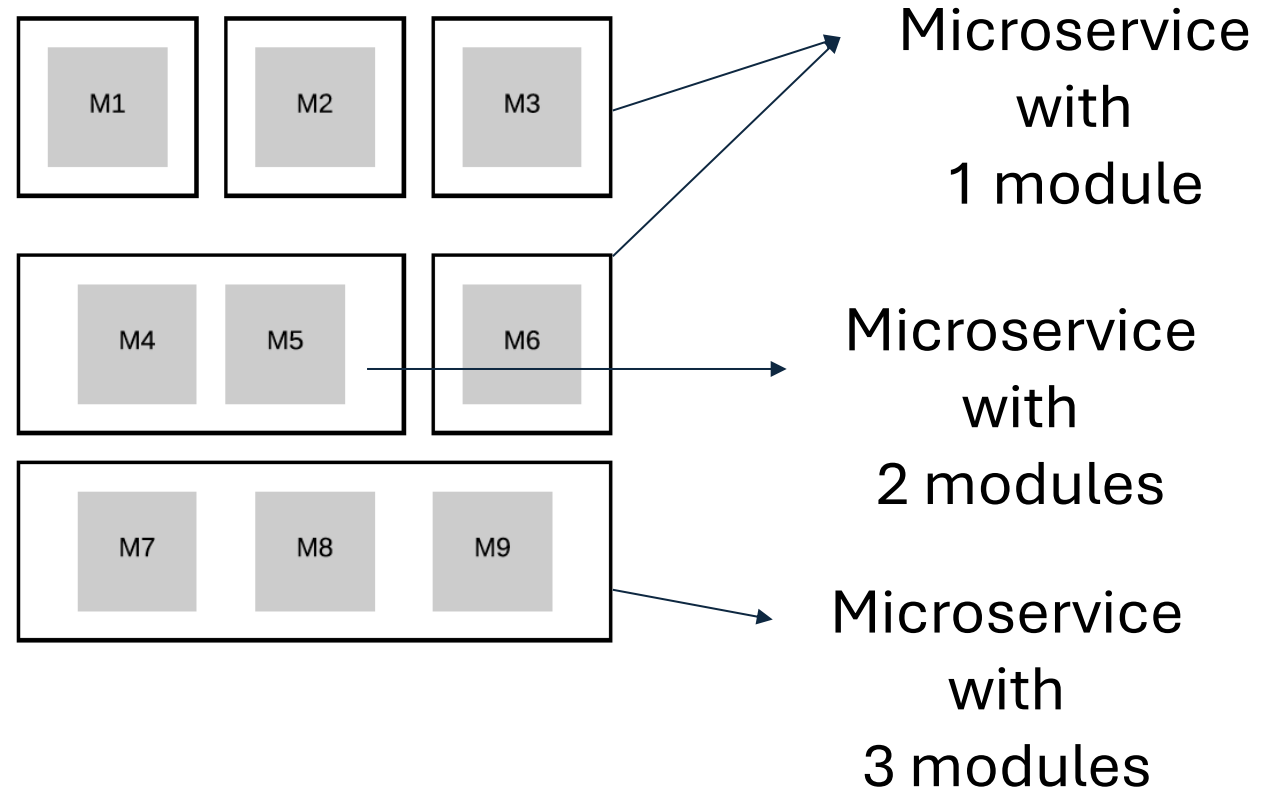 M1
M2
M3
Microservice
with
1 module
M4
M5
M6
Microservice
with
2 modules
M7
M8
M9
Microservice
with
3 modules